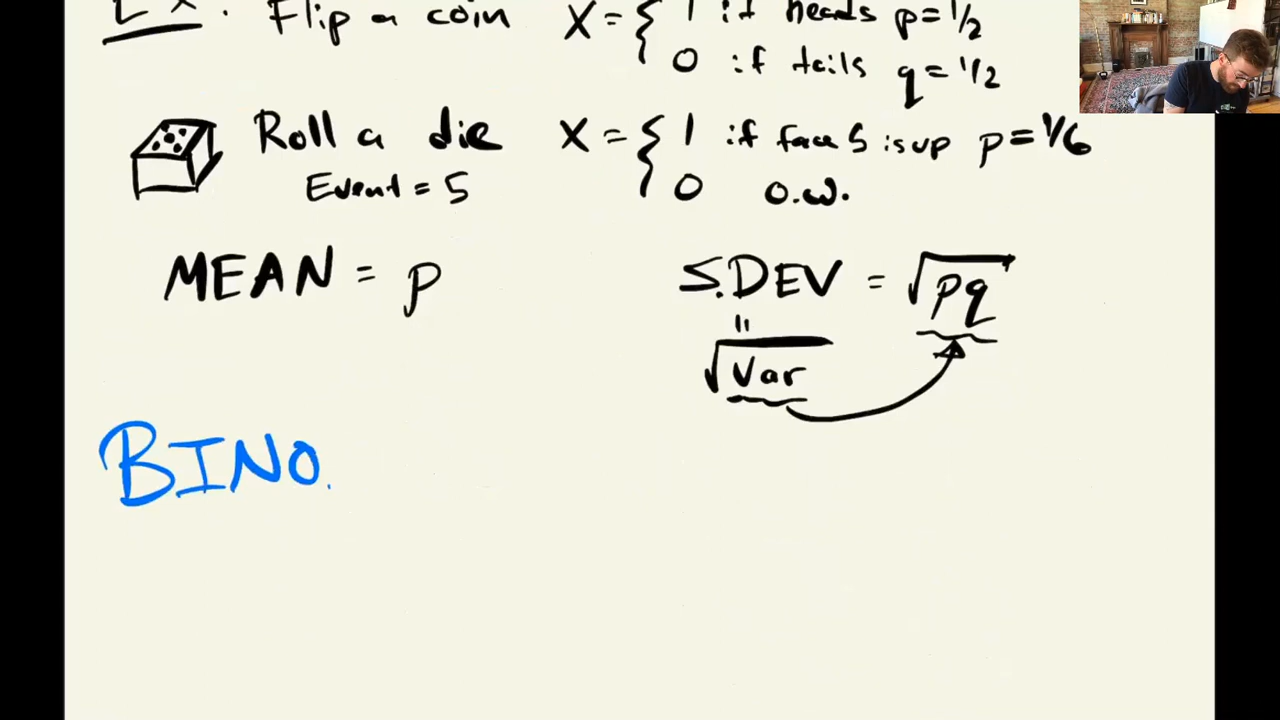 Ex. Flip a coin X = { 1 if heads p = 1/2
0 if tails q = 1/2
Roll a die X = { 1 if face 5 is up p = 1/6
Event = 5 0 o.w.
MEAN = p S.DEV = √pq
"
√Var
BINO.